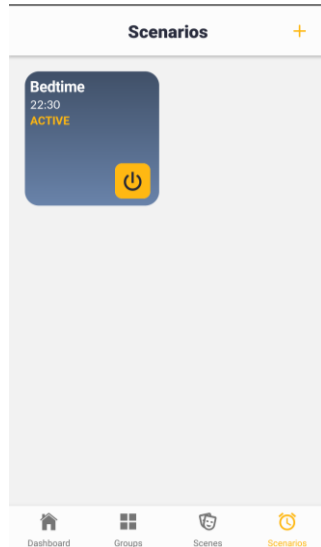 Scenarios +
Bedtime
22:30
ACTIVE
Dashboard Groups Scenes Scenarios